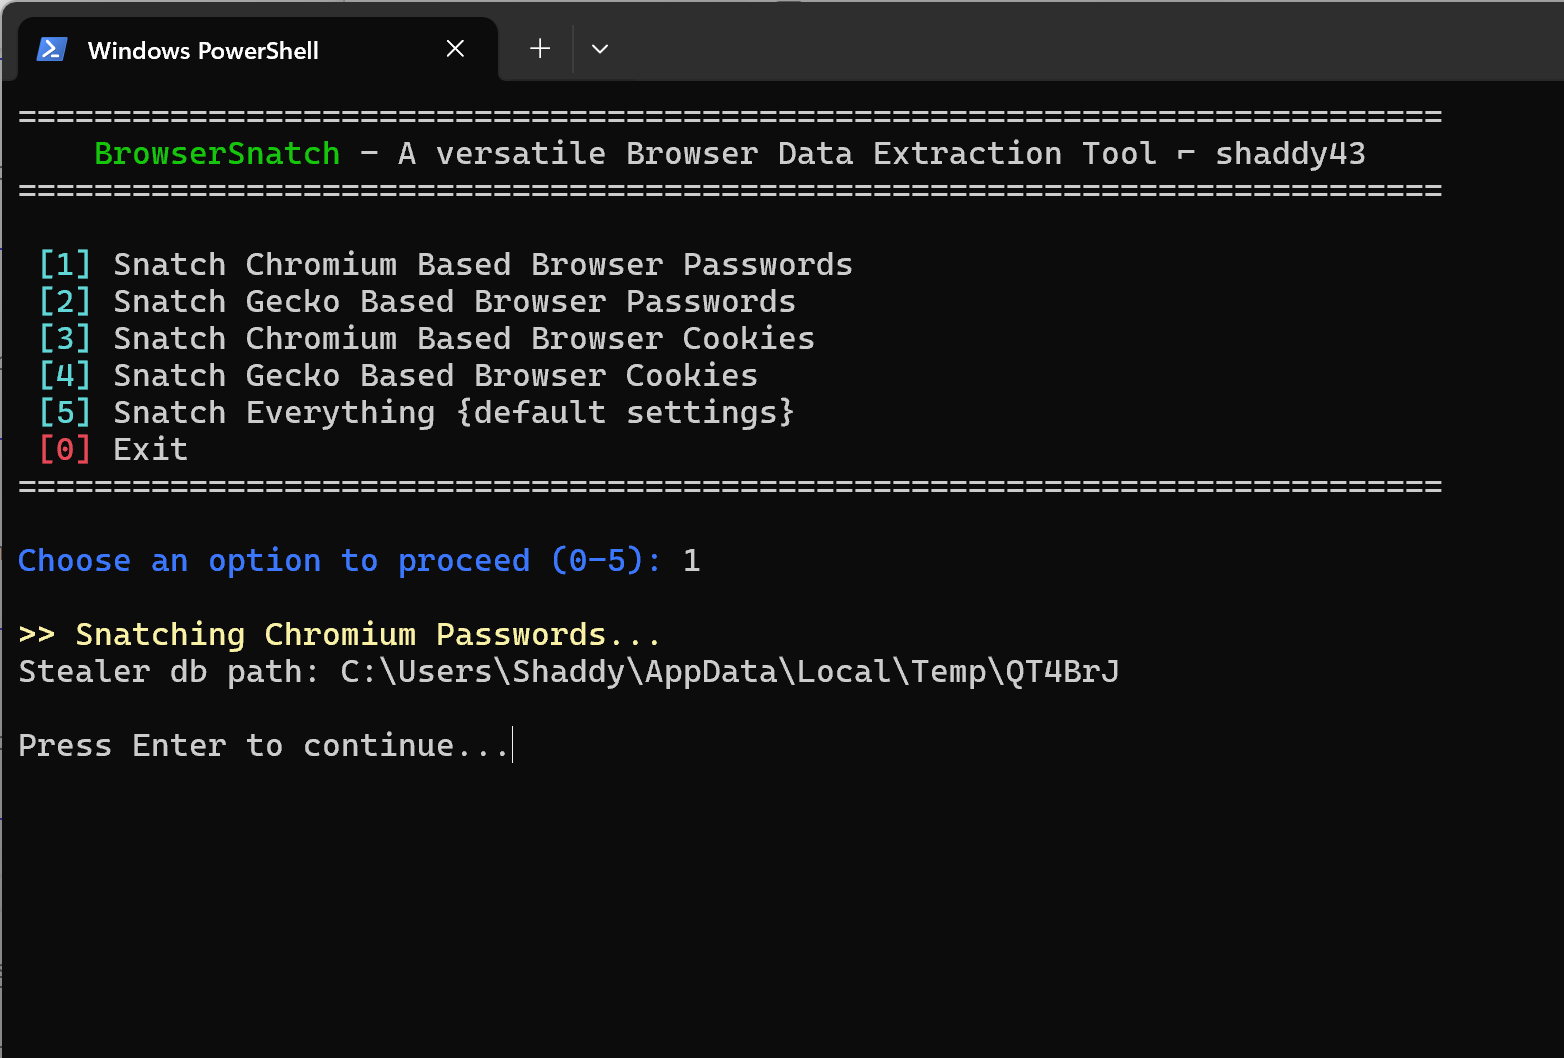 Windows PowerShell
===========================================================================
BrowserSnatch - A versatile Browser Data Extraction Tool ⌐ shaddy43
===========================================================================
[1] Snatch Chromium Based Browser Passwords
[2] Snatch Gecko Based Browser Passwords
[3] Snatch Chromium Based Browser Cookies
[4] Snatch Gecko Based Browser Cookies
[5] Snatch Everything {default settings}
[0] Exit
===========================================================================
Choose an option to proceed (0-5): 1
>> Snatching Chromium Passwords...
Stealer db path: C:\Users\Shaddy\AppData\Local\Temp\QT4BrJ
Press Enter to continue...